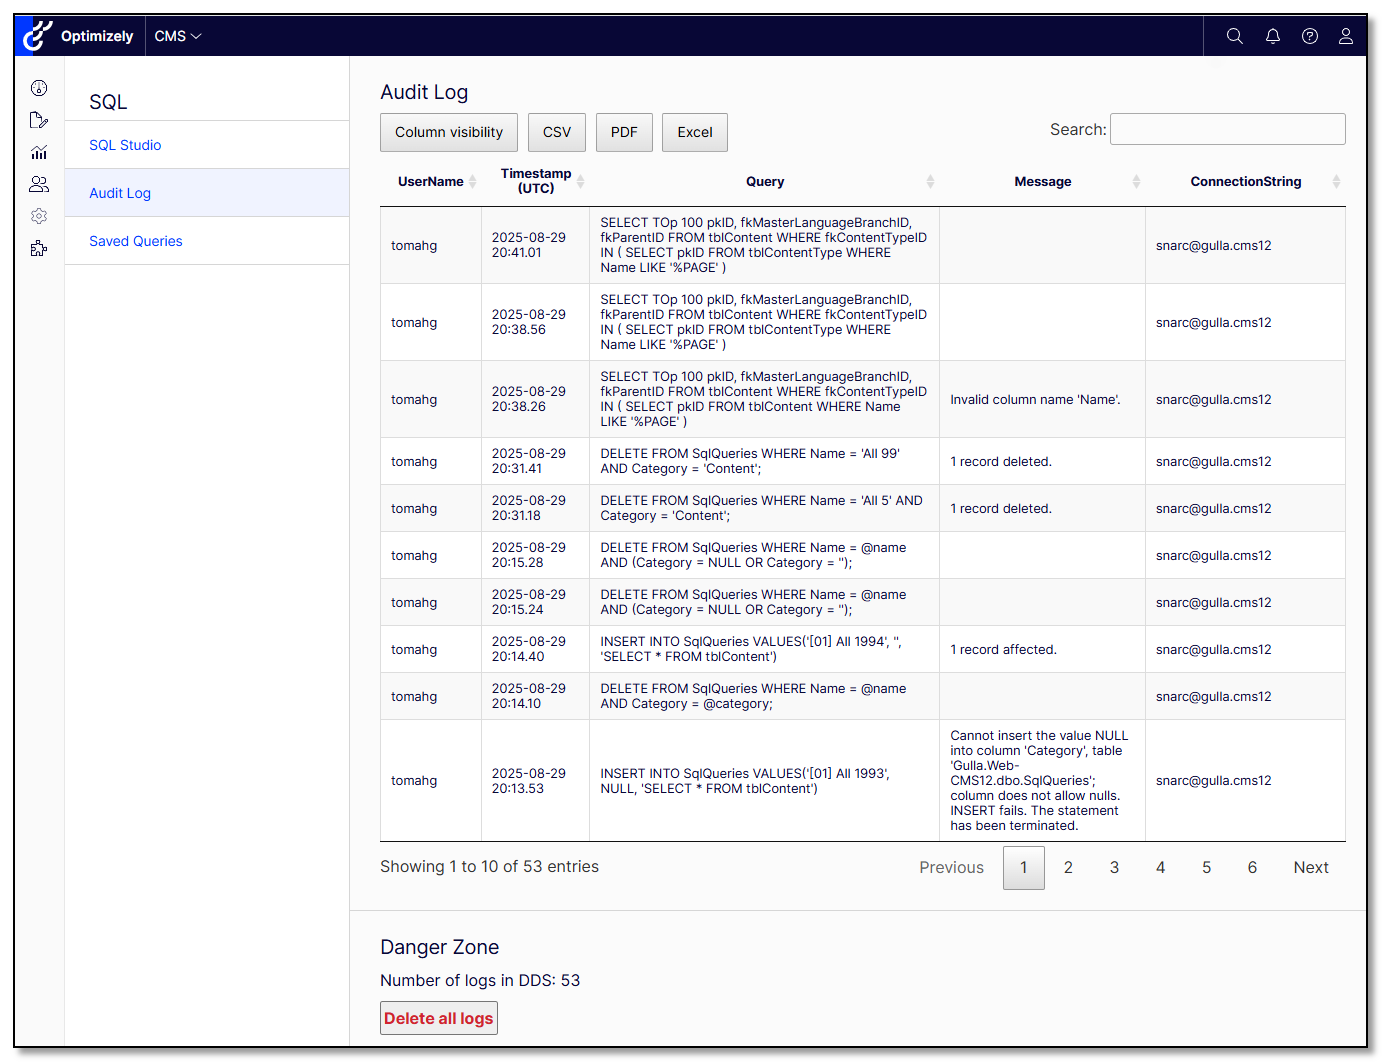 Optimizely
CMS
SQL
SQL Studio
Audit Log
Saved Queries
Audit Log
Column visibility
CSV
PDF
Excel
Search:
UserName
Timestamp
(UTC)
Query
Message
ConnectionString
tomahg
2025-08-29
20:41.01
SELECT TOp 100 pkID, fkMasterLanguageBranchID,
fkParentID FROM tblContent WHERE fkContentTypeID
IN ( SELECT pkID FROM tblContentType WHERE
Name LIKE '%PAGE' )
snarc@gulla.cms12
tomahg
2025-08-29
20:38.56
SELECT TOp 100 pkID, fkMasterLanguageBranchID,
fkParentID FROM tblContent WHERE fkContentTypeID
IN ( SELECT pkID FROM tblContentType WHERE
Name LIKE '%PAGE' )
snarc@gulla.cms12
tomahg
2025-08-29
20:38.26
SELECT TOp 100 pkID, fkMasterLanguageBranchID,
fkParentID FROM tblContent WHERE fkContentTypeID
IN ( SELECT pkID FROM tblContent WHERE Name
LIKE '%PAGE' )
Invalid column name 'Name'.
snarc@gulla.cms12
tomahg
2025-08-29
20:31.41
DELETE FROM SqlQueries WHERE Name = 'All 99'
AND Category = 'Content';
1 record deleted.
snarc@gulla.cms12
tomahg
2025-08-29
20:31.18
DELETE FROM SqlQueries WHERE Name = 'All 5' AND
Category = 'Content';
1 record deleted.
snarc@gulla.cms12
tomahg
2025-08-29
20:15.28
DELETE FROM SqlQueries WHERE Name = @name
AND (Category = NULL OR Category = '');
snarc@gulla.cms12
tomahg
2025-08-29
20:15.24
DELETE FROM SqlQueries WHERE Name = @name
AND (Category = NULL OR Category = '');
snarc@gulla.cms12
tomahg
2025-08-29
20:14.40
INSERT INTO SqlQueries VALUES('[01] All 1994', '',
'SELECT * FROM tblContent')
1 record affected.
snarc@gulla.cms12
tomahg
2025-08-29
20:14.10
DELETE FROM SqlQueries WHERE Name = @name
AND Category = @category;
snarc@gulla.cms12
tomahg
2025-08-29
20:13.53
INSERT INTO SqlQueries VALUES('[01] All 1993',
NULL, 'SELECT * FROM tblContent')
Cannot insert the value NULL
into column 'Category', table
'Gulla.Web-
CMS12.dbo.SqlQueries';
column does not allow nulls.
INSERT fails. The statement
has been terminated.
snarc@gulla.cms12
Showing 1 to 10 of 53 entries
Previous 1 2 3 4 5 6 Next
Danger Zone
Number of logs in DDS: 53
Delete all logs